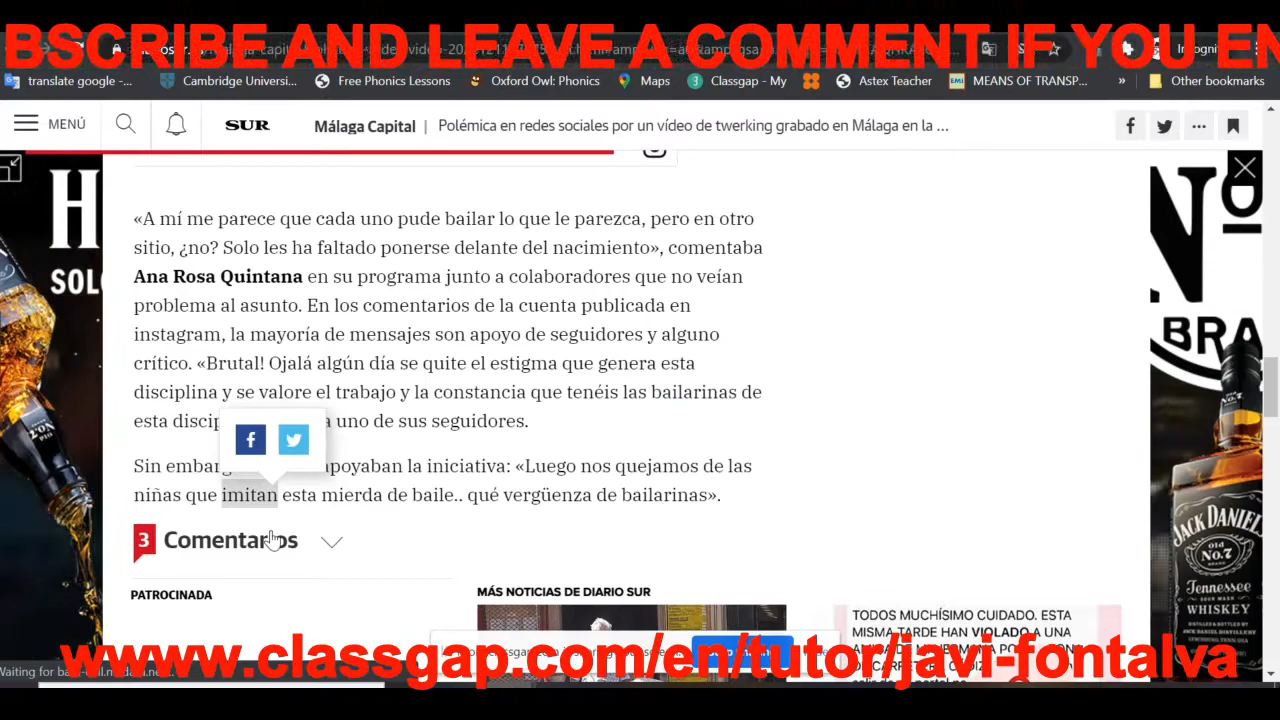 BSCRIBE AND LEAVE A COMMENT IF YOU EN
translate google -...
Cambridge Universi...
Free Phonics Lessons
Oxford Owl: Phonics
Maps
Classgap - My
Astex Teacher
MEANS OF TRANSP...
»
Other bookmarks
MENÚ
SUR
Málaga Capital | Polémica en redes sociales por un vídeo de twerking grabado en Málaga en la ...
«A mí me parece que cada uno pude bailar lo que le parezca, pero en otro
sitio, ¿no? Solo les ha faltado ponerse delante del nacimiento», comentaba
Ana Rosa Quintana en su programa junto a colaboradores que no veían
problema al asunto. En los comentarios de la cuenta publicada en
instagram, la mayoría de mensajes son apoyo de seguidores y alguno
crítico. «Brutal! Ojalá algún día se quite el estigma que genera esta
disciplina y se valore el trabajo y la constancia que tenéis las bailarinas de
esta a uno de sus seguidores.
Sin apoyaban la iniciativa: «Luego nos quejamos de las
niñas que imitan esta mierda de baile.. qué vergüenza de bailarinas».
3 Comentarios
PATROCINADA
MÁS NOTICIAS DE DIARIO SUR
TODOS MUCHÍSIMO CUIDADO. ESTA
MISMA TARDE HAN VIOLADO A UNA
www.classgap.com/en/tutor/javi-fontalva
Waiting for
JACK DANIEL'S
OLD
No.7
Tennessee
WHISKEY